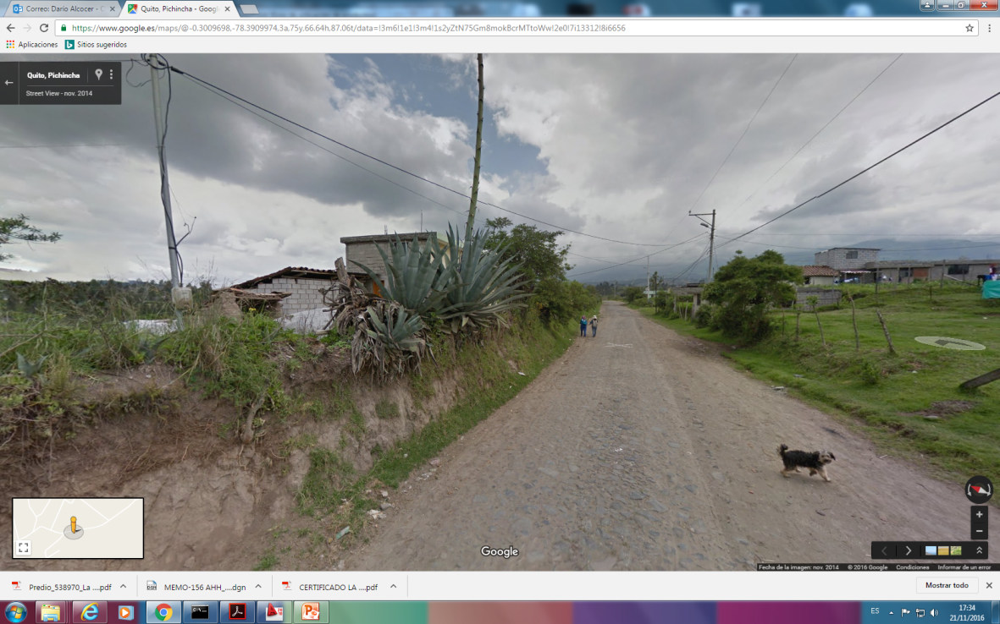 Correo: Darío Alcocer - O
Quito, Pichincha - Googl
https://www.google.es/maps/@-0.3009698,-78.3909974,3a,75y,66.64h,87.06t/data=!3m6!1e1!3m4!1s2yZtN75Gm8mokBcrMTtoWw!2e0!7i13312!8i6656
Aplicaciones
Sitios sugeridos
Quito, Pichincha
Street View - nov. 2014
Google
Fecha de la imagen: nov. 2014 © 2016 Google Condiciones Informar de un error
Predio_538970_La ....pdf
MEMO-156 AHH_....dgn
CERTIFICADO LA ....pdf
Mostrar todo
ES
17:34
21/11/2016